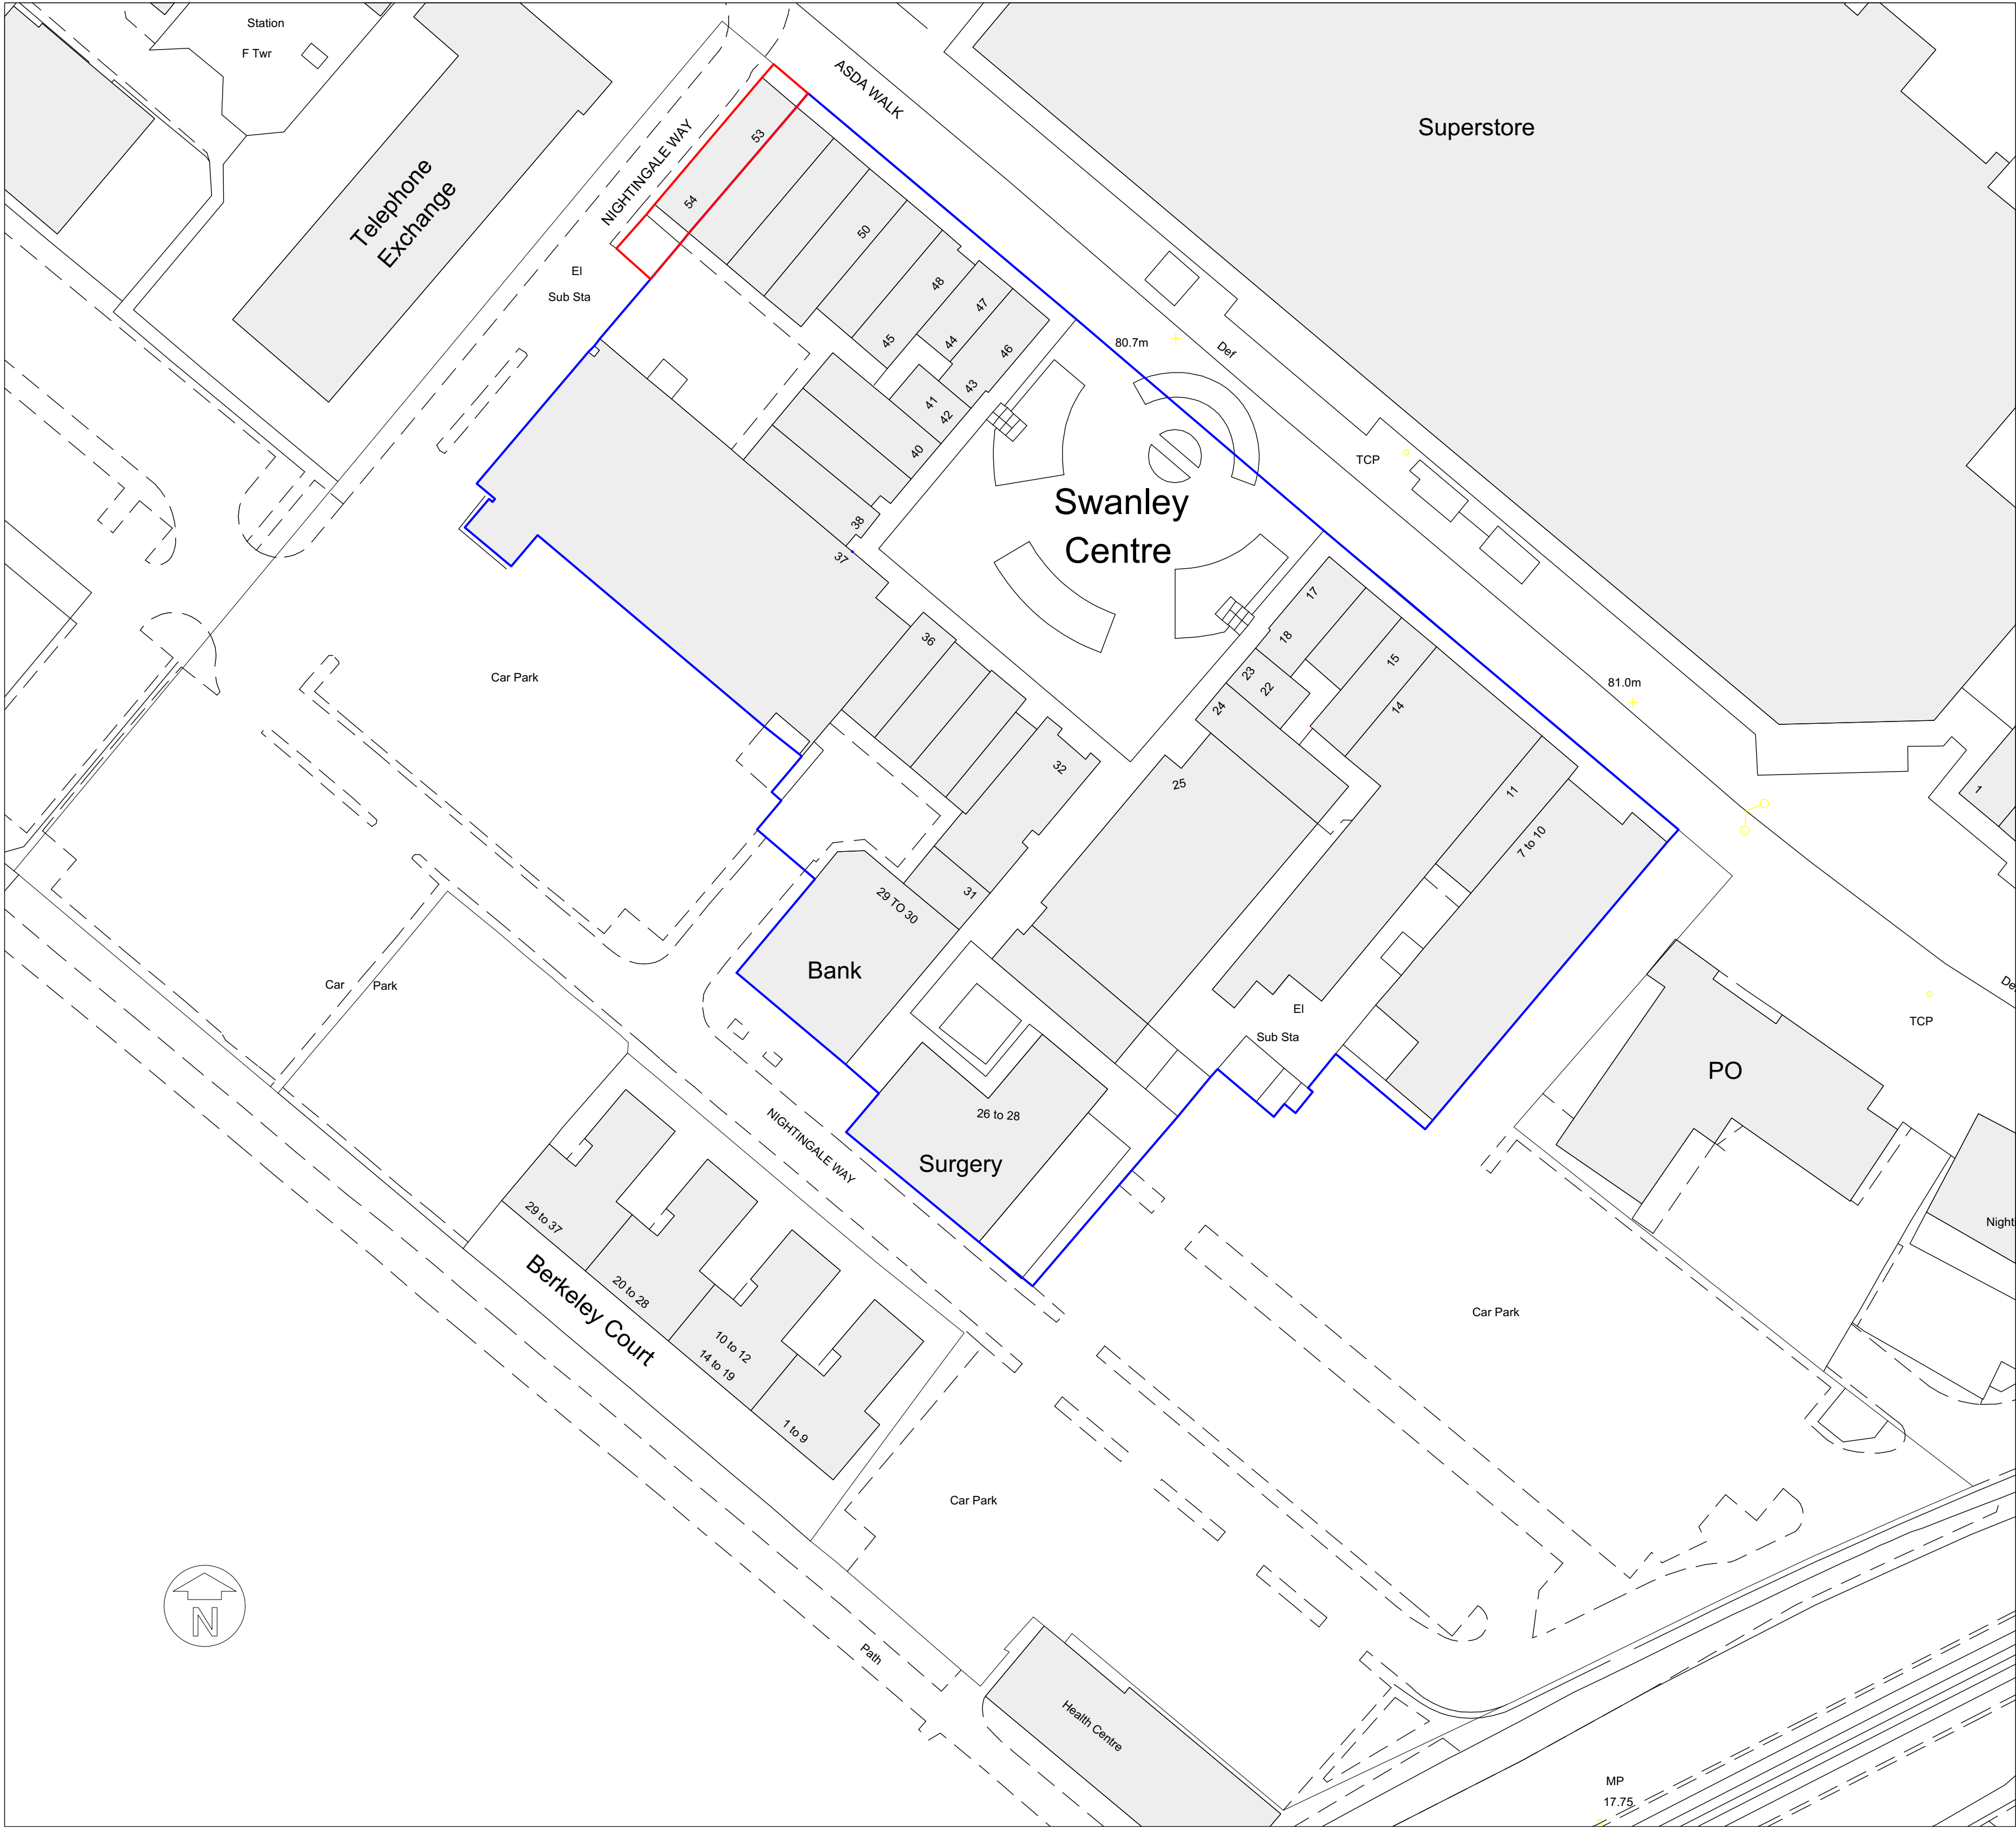 Station
F Twr
ASDA WALK
Superstore
NIGHTINGALE WAY
53
54
Telephone
Exchange
El
Sub Sta
50
48
47
45
44
46
43
41
42
40
38
37
80.7m
Def
TCP
Swanley
Centre
17
18
23
22
24
15
14
81.0m
36
Car Park
32
25
11
7 to 10
1
31
29 TO 30
Bank
Car
Park
El
Sub Sta
De
TCP
PO
26 to 28
Surgery
NIGHTINGALE WAY
29 to 37
20 to 28
10 to 12
14 to 19
1 to 9
Berkeley Court
Nighti
Car Park
Car Park
N
Path
Health Centre
MP
17.75